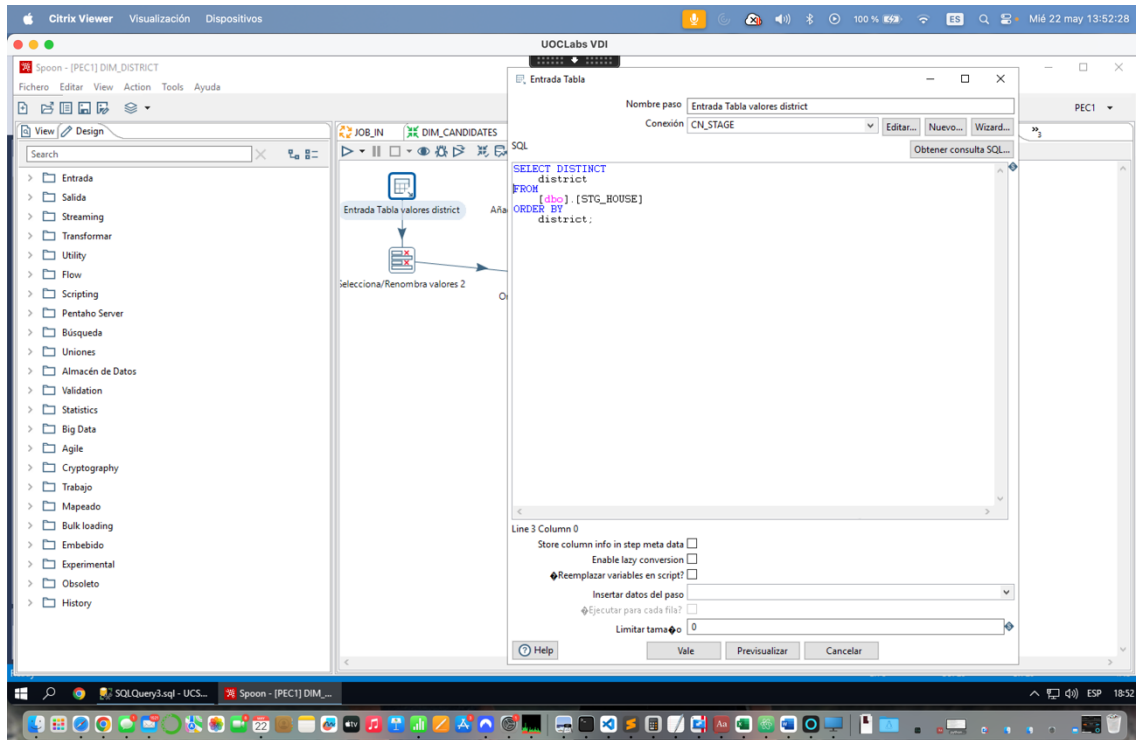 Citrix Viewer Visualización Dispositivos
100 % ES Mié 22 may 13:52:28
UOCLabs VDI
Spoon - [PEC1] DIM_DISTRICT
Fichero Editar View Action Tools Ayuda
PEC1
View Design
Search
Entrada
Salida
Streaming
Transformar
Utility
Flow
Scripting
Pentaho Server
Búsqueda
Uniones
Almacén de Datos
Validation
Statistics
Big Data
Agile
Cryptography
Trabajo
Mapeado
Bulk loading
Embebido
Experimental
Obsoleto
History
JOB_IN DIM_CANDIDATES
3
Entrada Tabla valores district
Aña
Selecciona/Renombra valores 2
Entrada Tabla
Nombre paso Entrada Tabla valores district
Conexión CN_STAGE Editar... Nuevo... Wizard...
SQL Obtener consulta SQL...
SELECT DISTINCT
district
FROM
[dbo].[STG_HOUSE]
ORDER BY
district;
Line 3 Column 0
Store column info in step meta data
Enable lazy conversion
�Reemplazar variables en script?
Insertar datos del paso
�Ejecutar para cada fila?
Limitar tama�o 0
Help Vale Previsualizar Cancelar
SQLQuery3.sql - UCS... Spoon - [PEC1] DIM_... ESP 18:52
22